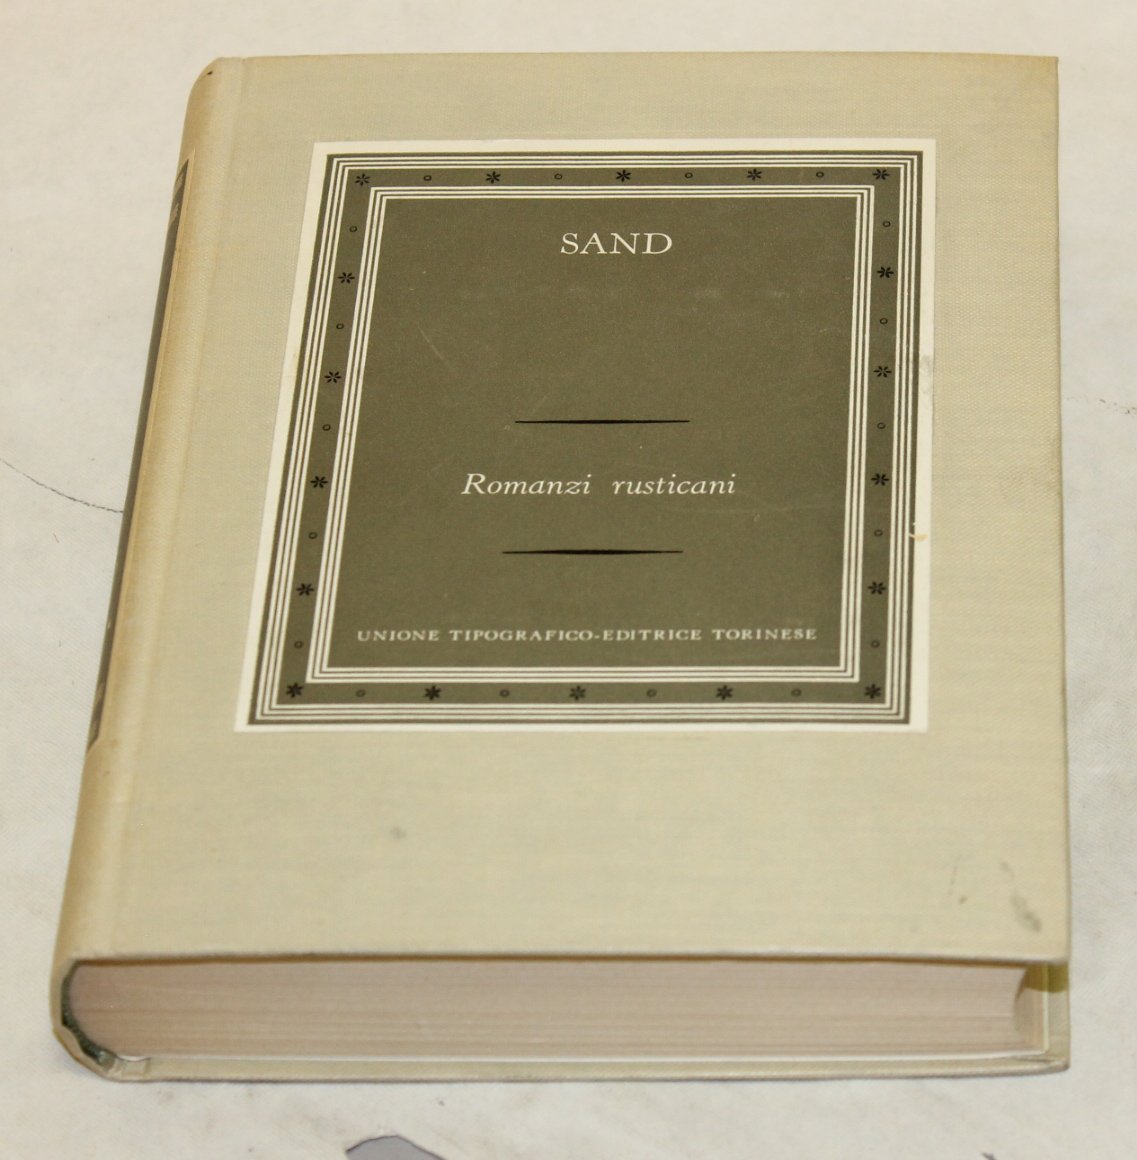 SAND
Romanzi rusticani
UNIONE TIPOGRAFICO-EDITRICE TORINESE